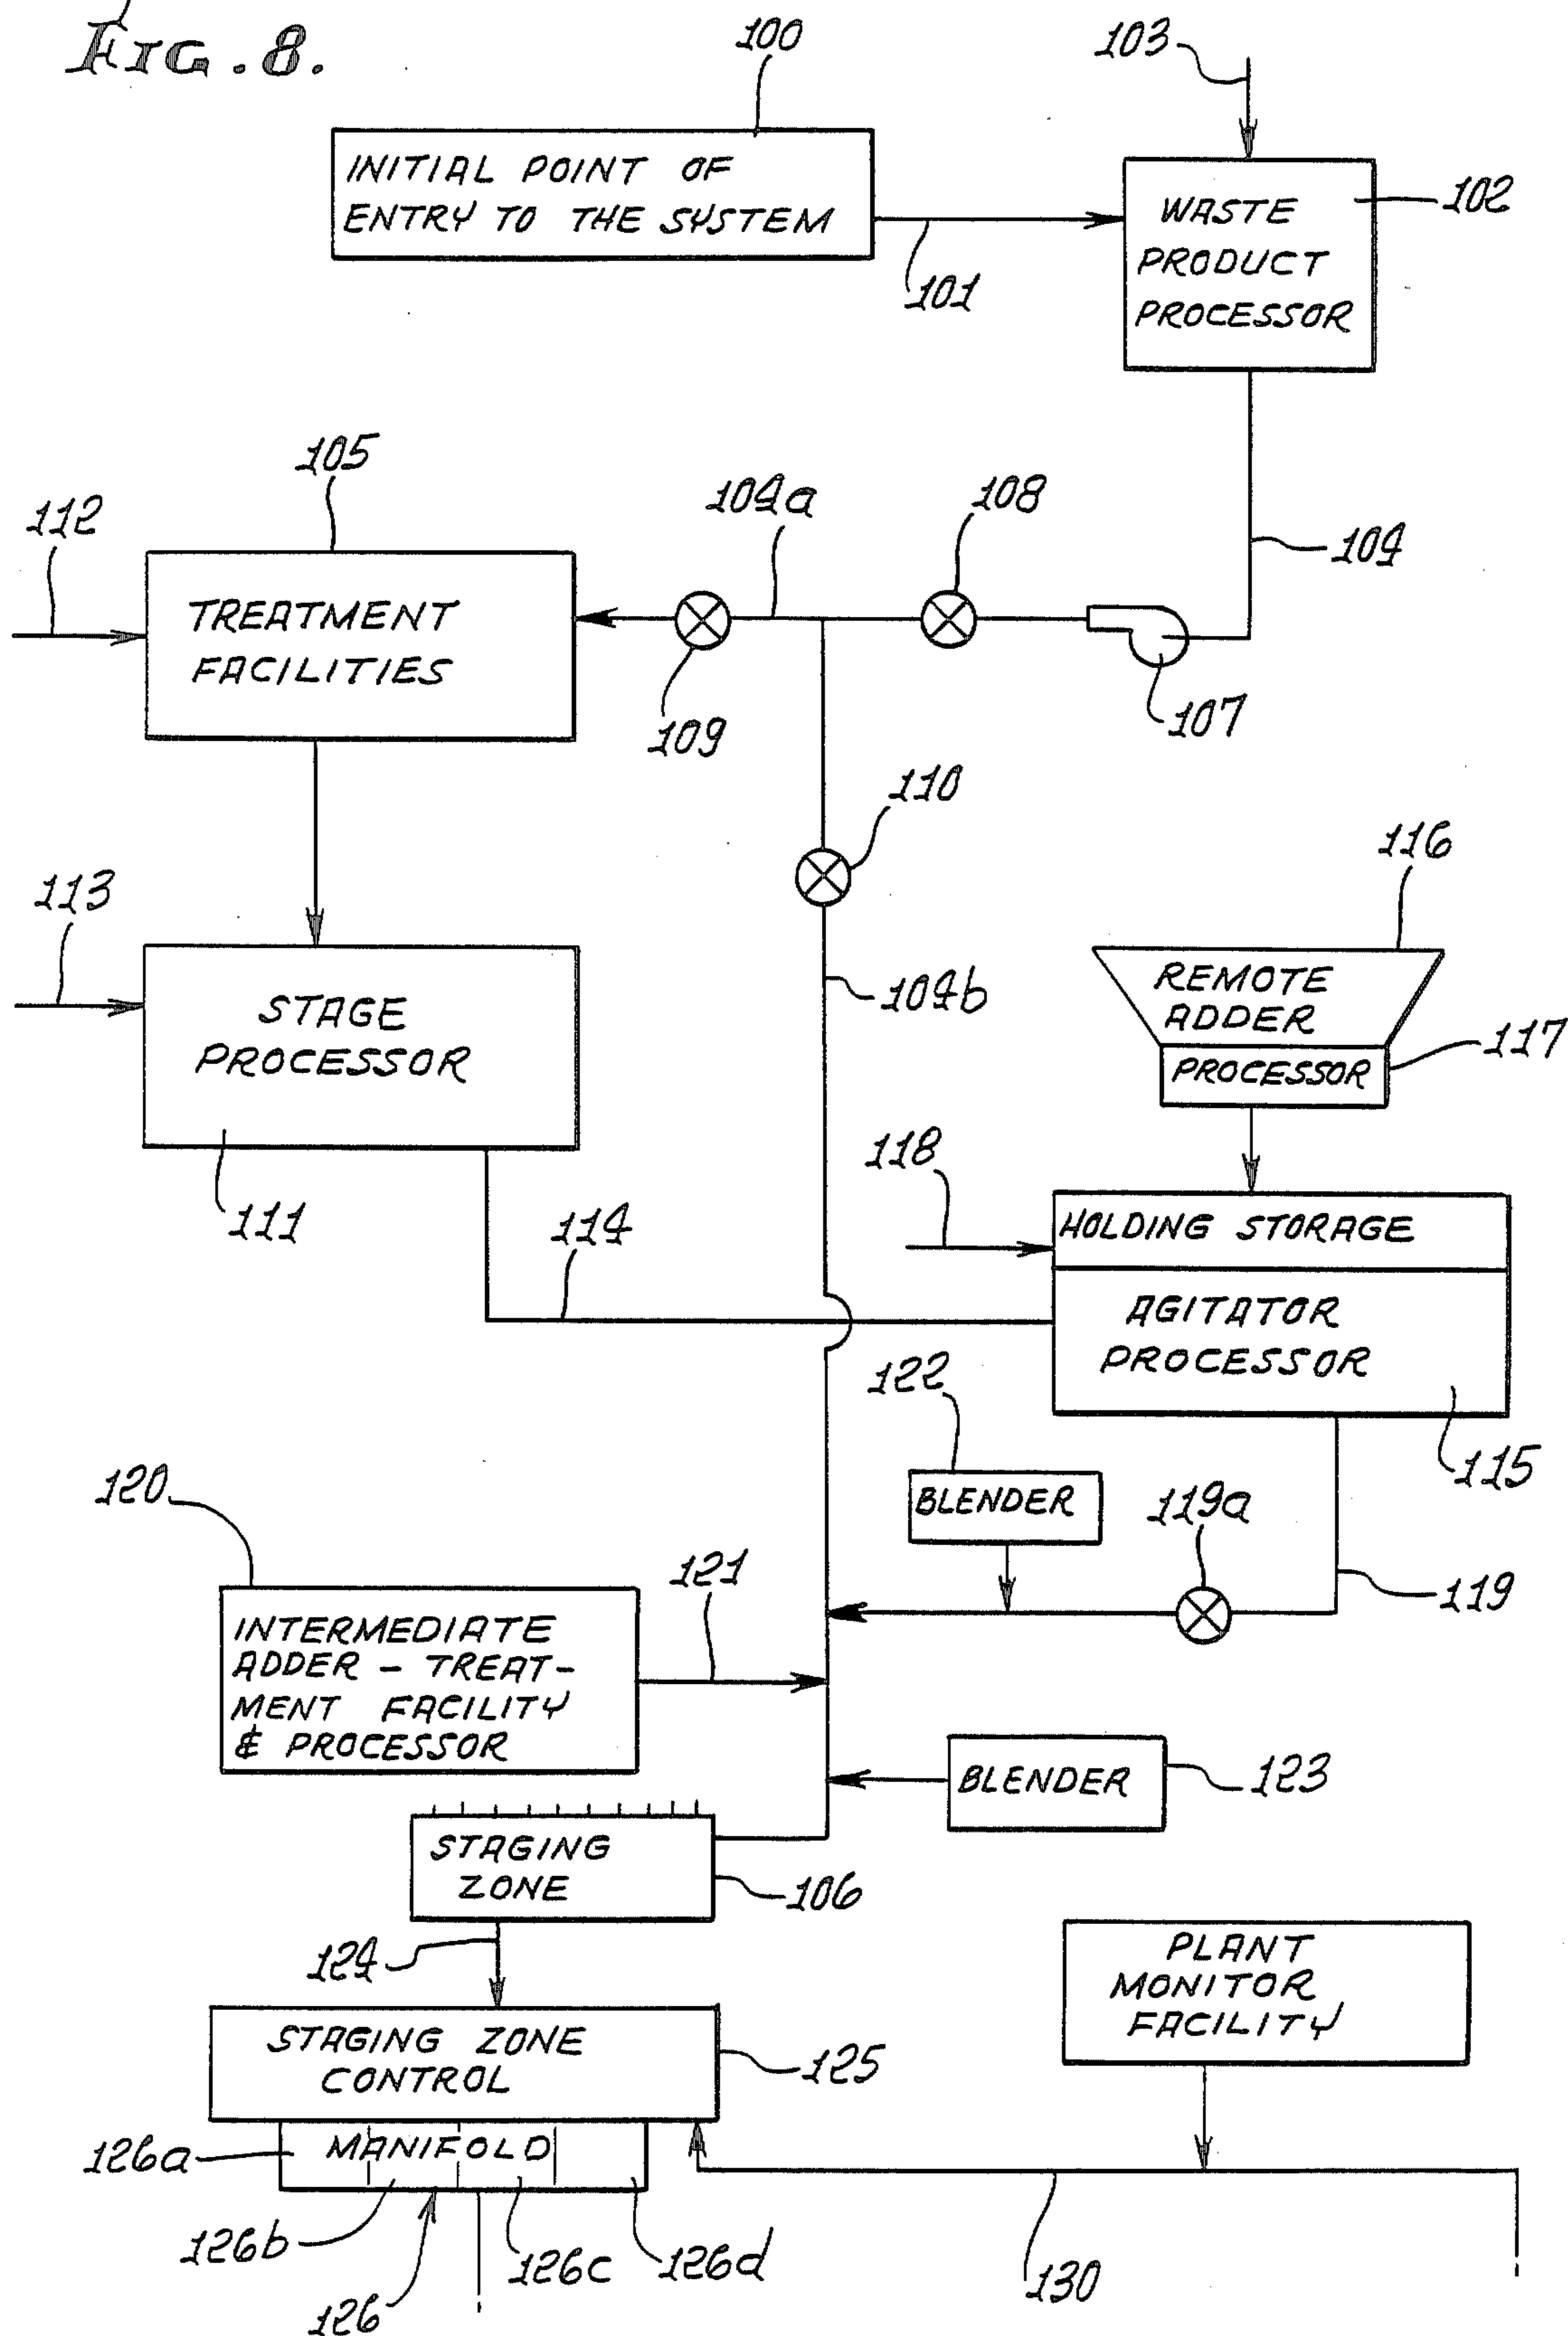 FIG. 8.
100
103
INITIAL POINT OF
ENTRY TO THE SYSTEM
101
WASTE
PRODUCT
PROCESSOR
102
105
112
104a
108
104
TREATMENT
FACILITIES
109
107
110
113
116
104b
STAGE
PROCESSOR
REMOTE
ADDER
PROCESSOR
117
111
118
114
HOLDING STORAGE
AGITATOR
PROCESSOR
122
115
120
BLENDER
119a
121
119
INTERMEDIATE
ADDER - TREAT-
MENT FACILITY
& PROCESSOR
BLENDER
123
STAGING
ZONE
106
124
PLANT
MONITOR
FACILITY
STAGING ZONE
CONTROL
125
126a
MANIFOLD
126b
126c
126d
126
130